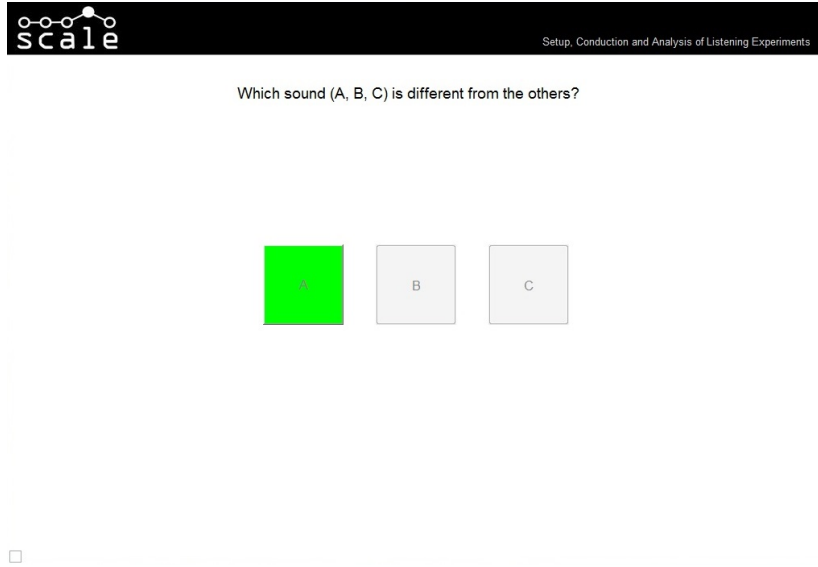 scale
Setup, Conduction and Analysis of Listening Experiments
Which sound (A, B, C) is different from the others?
A B C